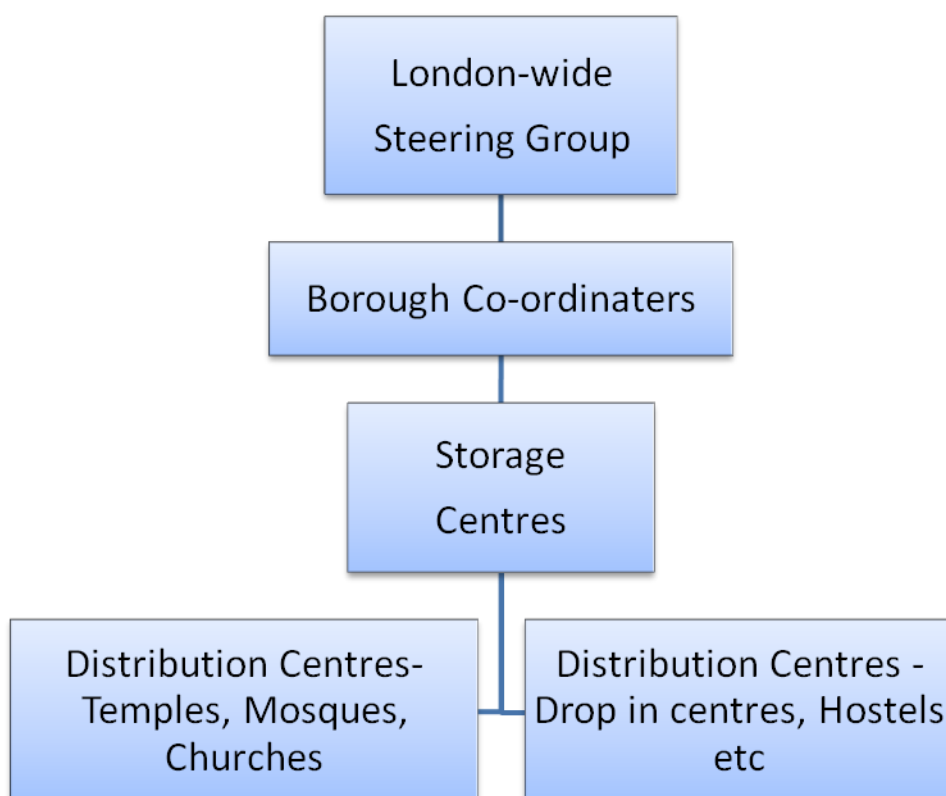 London-wide
Steering Group
Borough Co-ordinaters
Storage
Centres
Distribution Centres-
Temples, Mosques,
Churches
Distribution Centres -
Drop in centres, Hostels
etc